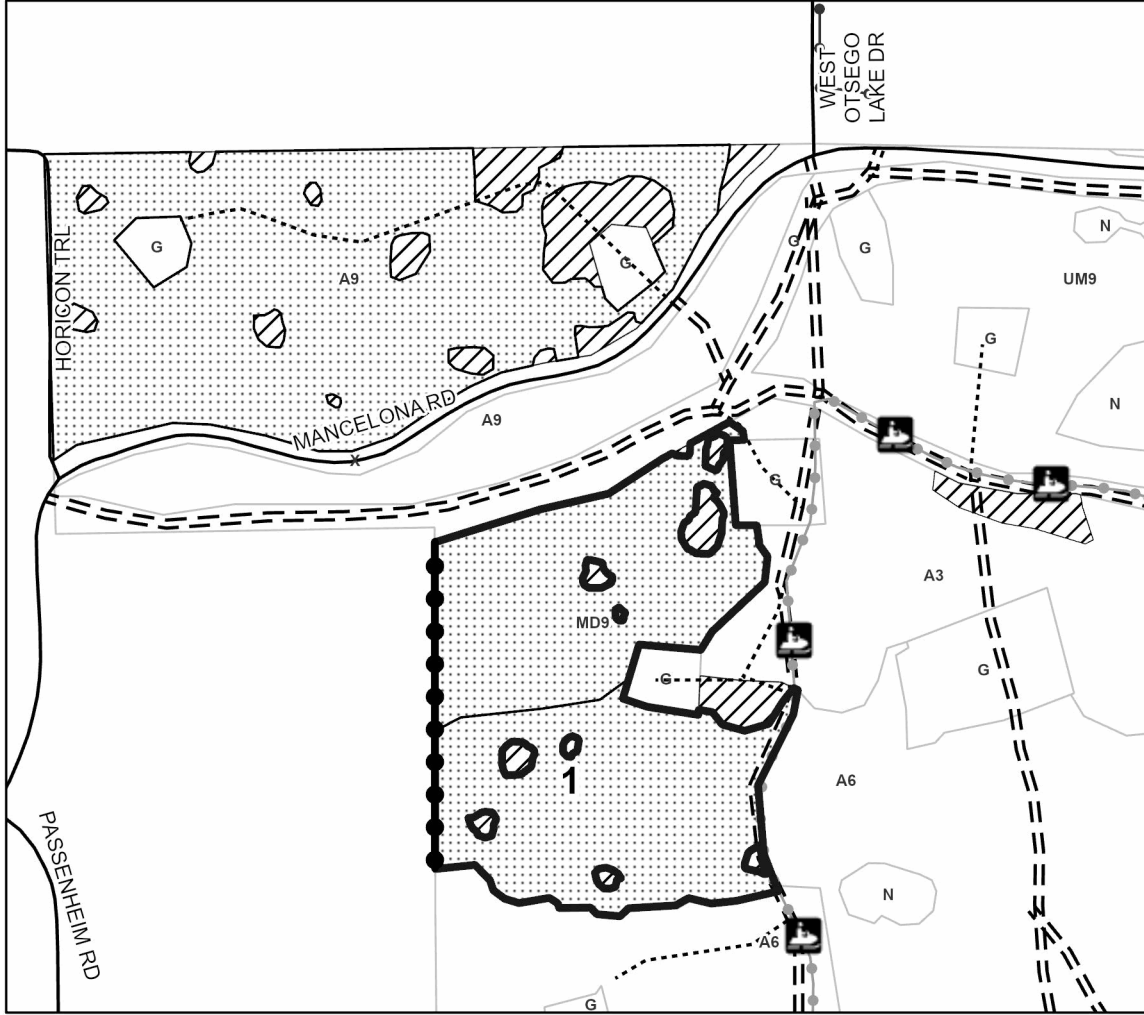 WEST
OTSEGO
LAKE DR
HORICON TRL
G
A9
G
G
G
N
UM9
G
N
MANCELONA RD
A9
X
G
A3
MD9
G
G
1
A6
N
A6
G
PASSENHEIM RD